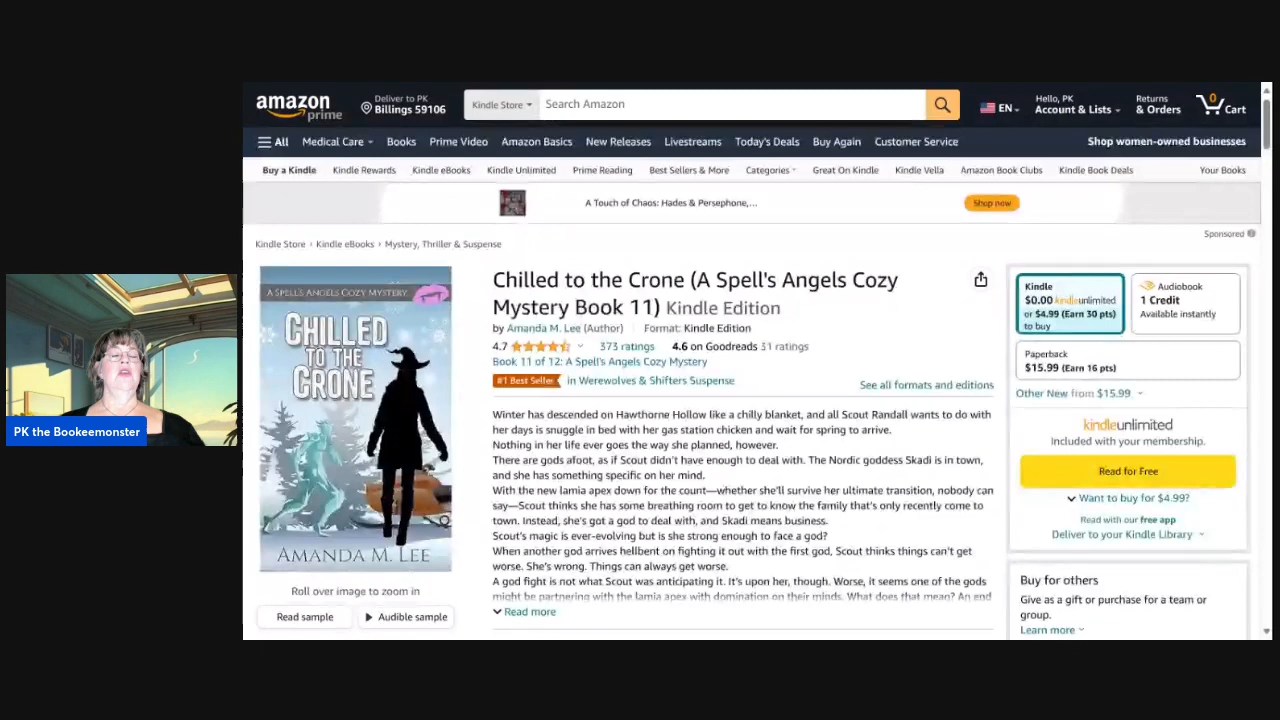 amazon
prime
Deliver to PK
Billings 59106
Kindle Store
Search Amazon
EN
Hello, PK
Account & Lists
Returns
& Orders
0
Cart
All
Medical Care
Books
Prime Video
Amazon Basics
New Releases
Livestreams
Today's Deals
Buy Again
Customer Service
Shop women-owned businesses
Buy a Kindle
Kindle Rewards
Kindle eBooks
Kindle Unlimited
Prime Reading
Best Sellers & More
Categories
Great On Kindle
Kindle Vella
Amazon Book Clubs
Kindle Book Deals
Your Books
A Touch of Chaos: Hades & Persephone,...
Shop now
Sponsored
Kindle Store › Kindle eBooks › Mystery, Thriller & Suspense
A SPELL'S ANGELS COZY MYSTERY
CHILLED
TO THE
CRONE
AMANDA M. LEE
Roll over image to zoom in
Read sample
Audible sample
Chilled to the Crone (A Spell's Angels Cozy
Mystery Book 11) Kindle Edition
by Amanda M. Lee (Author) Format: Kindle Edition
4.7 373 ratings 4.6 on Goodreads 31 ratings
Book 11 of 12: A Spell's Angels Cozy Mystery
#1 Best Seller in Werewolves & Shifters Suspense
See all formats and editions
Winter has descended on Hawthorne Hollow like a chilly blanket, and all Scout Randall wants to do with
her days is snuggle in bed with her gas station chicken and wait for spring to arrive.
Nothing in her life ever goes the way she planned, however.
There are gods afoot, as if Scout didn't have enough to deal with. The Nordic goddess Skadi is in town,
and she has something specific on her mind.
With the new lamia apex down for the count—whether she'll survive her ultimate transition, nobody can
say—Scout thinks she has some breathing room to get to know the family that's only recently come to
town. Instead, she's got a god to deal with, and Skadi means business.
Scout's magic is ever-evolving but is she strong enough to face a god?
When another god arrives hellbent on fighting it out with the first god, Scout thinks things can't get
worse. She's wrong. Things can always get worse.
A god fight is not what Scout was anticipating. It's upon her, though. Worse, it seems one of the gods
might be partnering with the lamia apex with domination on their minds. What does that mean? An end
Read more
Kindle
$0.00 kindleunlimited
or $4.99 (Earn 30 pts)
to buy
Audiobook
1 Credit
Available instantly
Paperback
$15.99 (Earn 16 pts)
Other New from $15.99
kindleunlimited
Included with your membership.
Read for Free
Want to buy for $4.99?
Read with our free app
Deliver to your Kindle Library
Buy for others
Give as a gift or purchase for a team or
group.
Learn more
PK the Bookeemonster